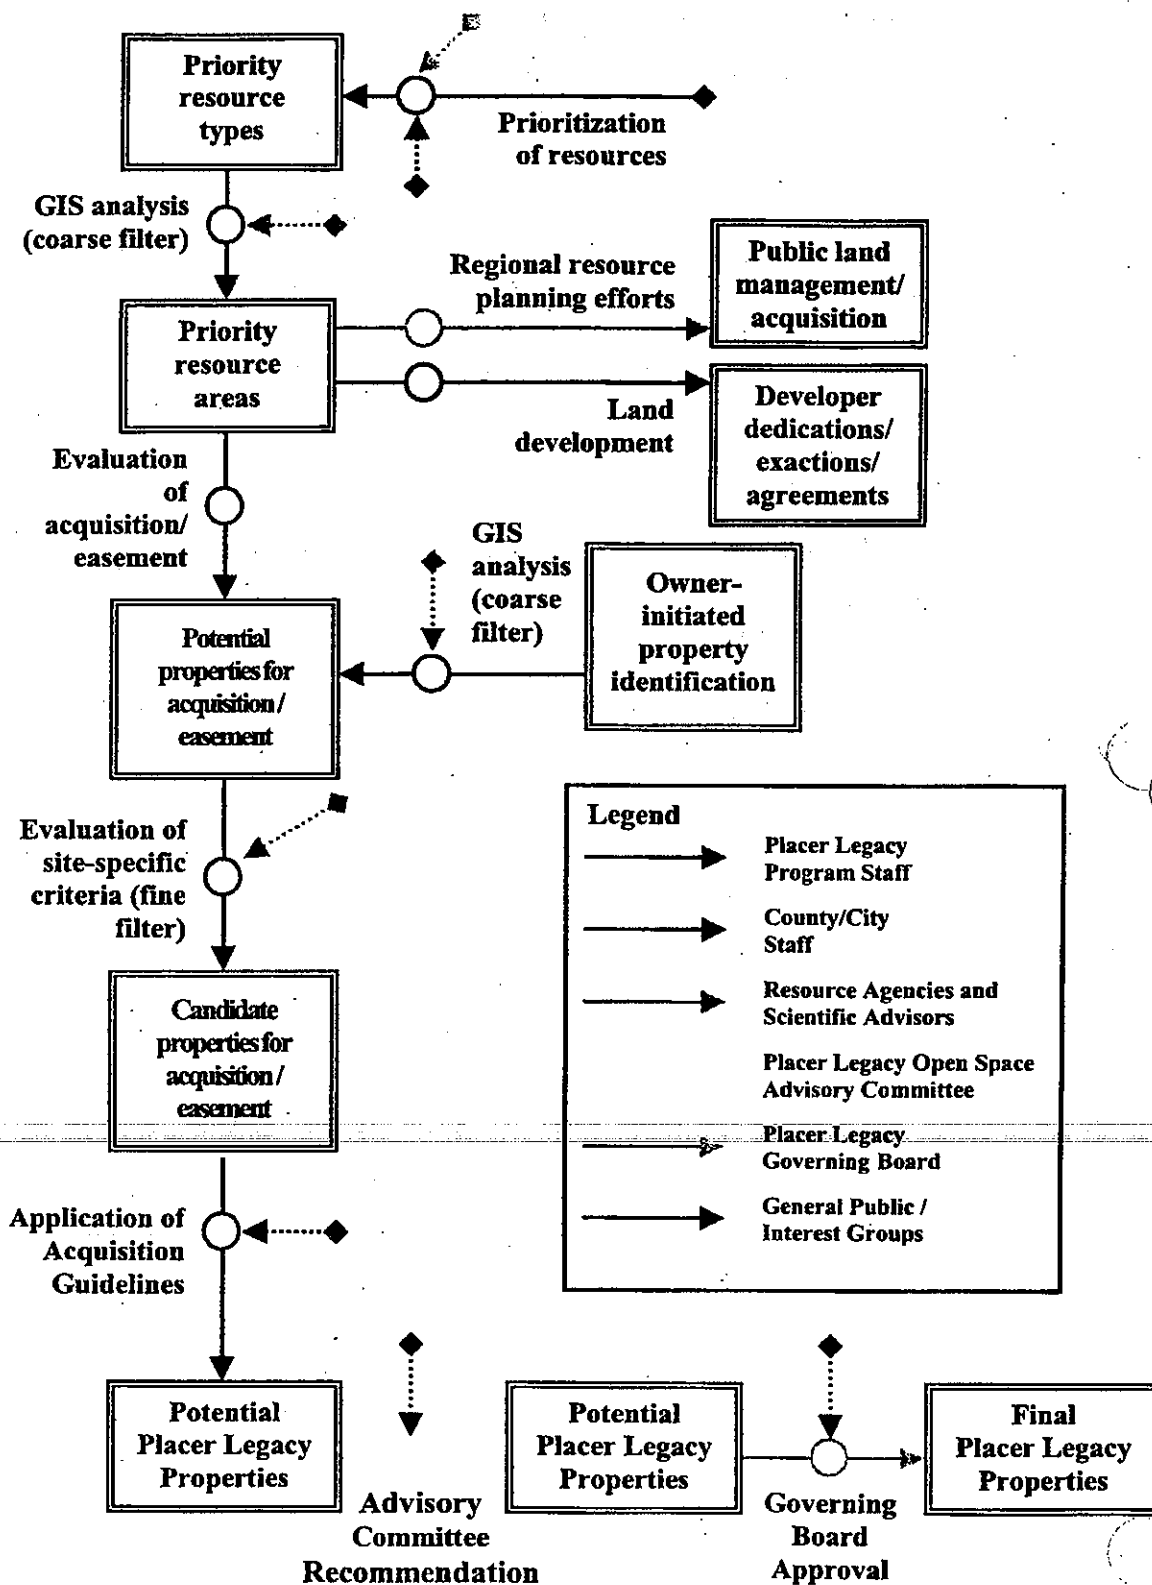 Priority
resource
types
Prioritization
of resources
GIS analysis
(coarse filter)
Priority
resource
areas
Regional resource
planning efforts
Public land
management/
acquisition
Land
development
Developer
dedications/
exactions/
agreements
Evaluation
of
acquisition/
easement
GIS
analysis
(coarse
filter)
Owner-
initiated
property
identification
Potential
properties for
acquisition /
easement
Evaluation of
site-specific
criteria (fine
filter)
Candidate
properties for
acquisition /
easement
Legend
Placer Legacy
Program Staff
County/City
Staff
Resource Agencies and
Scientific Advisors
Placer Legacy Open Space
Advisory Committee
Placer Legacy
Governing Board
General Public /
Interest Groups
Application of
Acquisition
Guidelines
Potential
Placer Legacy
Properties
Advisory
Committee
Recommendation
Potential
Placer Legacy
Properties
Governing
Board
Approval
Final
Placer Legacy
Properties